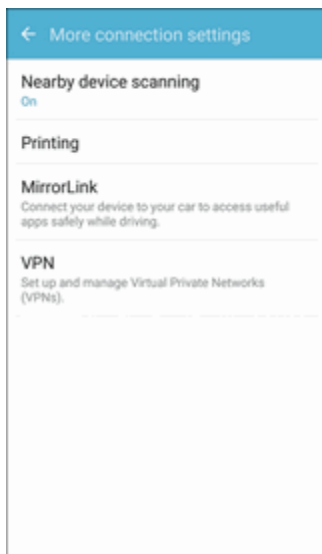 More connection settings
Nearby device scanning
On
Printing
MirrorLink
Connect your device to your car to access useful
apps safely while driving.
VPN
Set up and manage Virtual Private Networks
(VPNs).